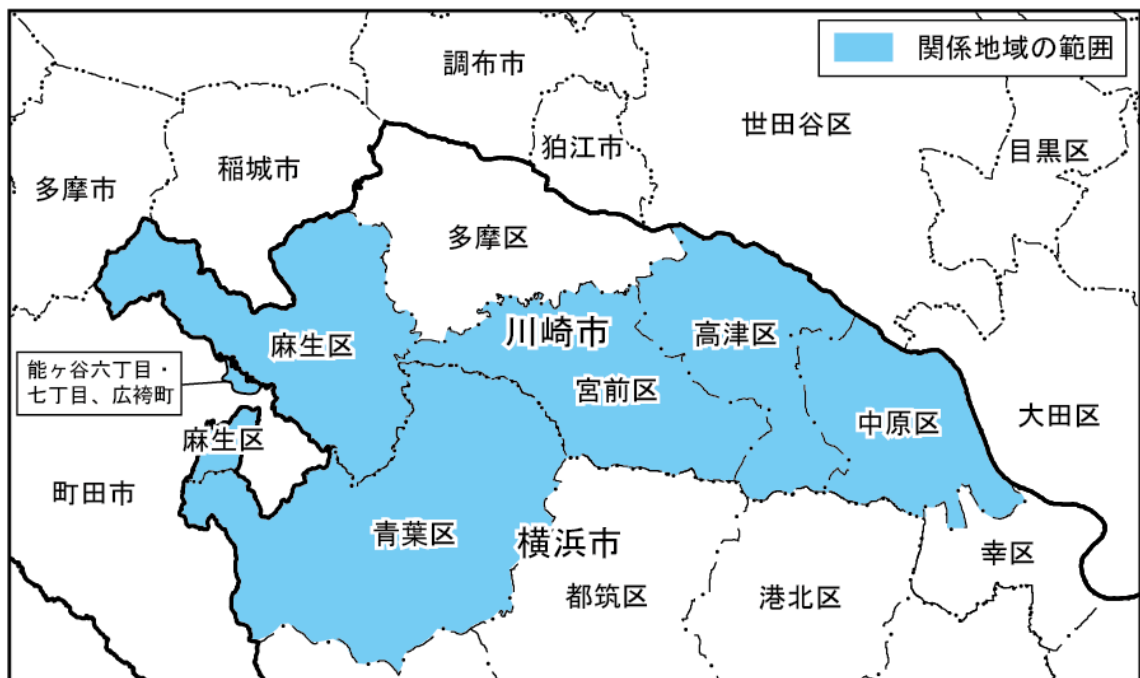 関係地域の範囲
調布市
世田谷区
狛江市
目黒区
稲城市
多摩市
多摩区
川崎市
高津区
麻生区
能ヶ谷六丁目・
七丁目、広袴町
宮前区
中原区
大田区
麻生区
町田市
青葉区
横浜市
幸区
都筑区
港北区